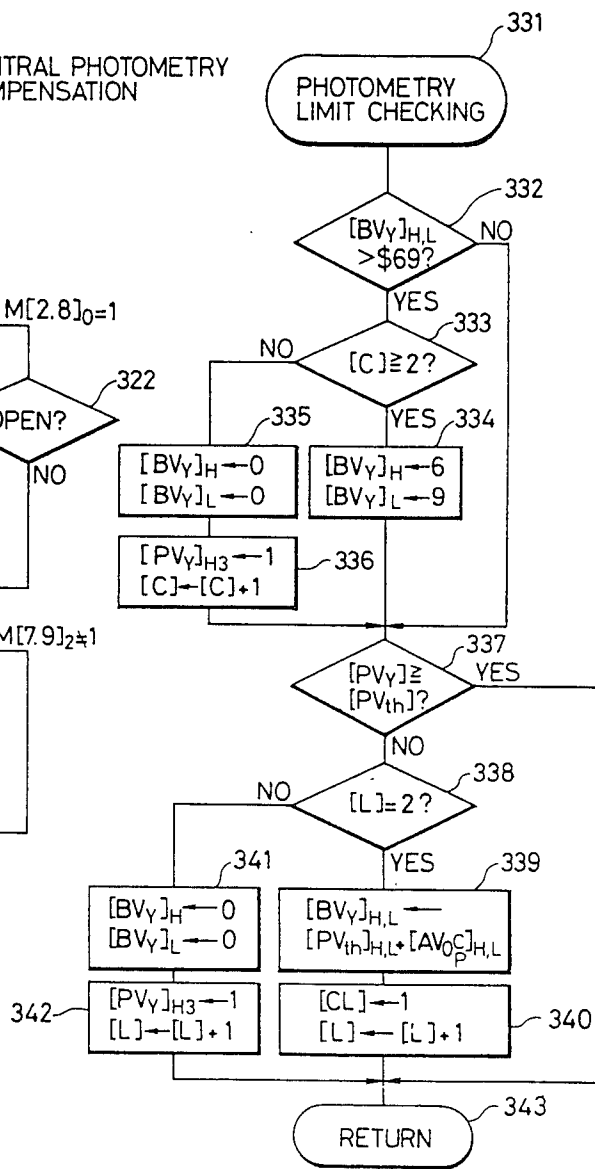 331
PHOTOMETRY
LIMIT CHECKING
NTRAL PHOTOMETRY
MPENSATION
332
[BVY]H,L
>$69?
NO
YES
333
NO
[C]≧2?
YES
M[2.8]0=1
322
OPEN?
NO
335
[BVY]H←0
[BVY]L←0
334
[BVY]H←6
[BVY]L←9
[PVY]H3←1
[C]←[C]+1
336
M[7.9]2≒1
337
[PVY]≧
[PVth]?
YES
NO
338
NO
[L]=2?
YES
341
[BVY]H←0
[BVY]L←0
339
[BVY]H,L←
[PVth]H,L+[AV0CP]H,L
342
[PVY]H3←1
[L]←[L]+1
[CL]←1
[L]←[L]+1
340
343
RETURN